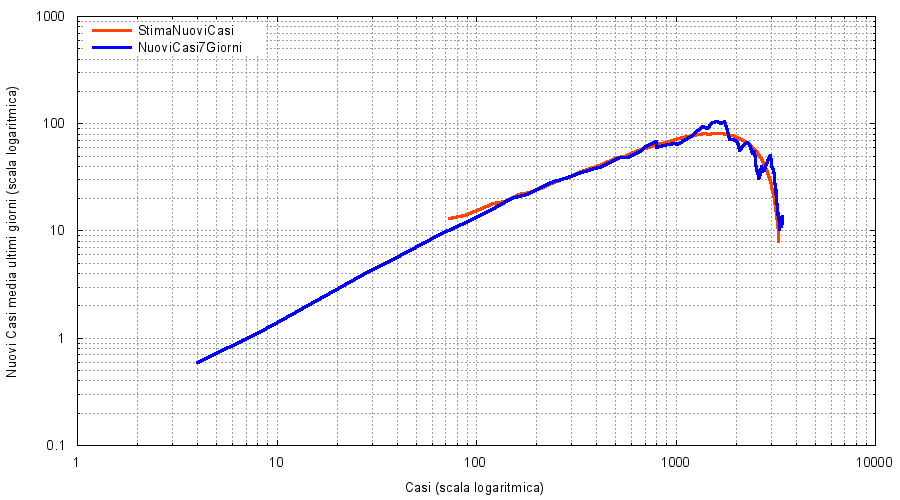 1000
100
10
1
0.1
StimaNuoviCasi
NuoviCasi7Giorni
Nuovi Casi media ultimi giorni (scala logaritmica)
1 10 100 1000 10000
Casi (scala logaritmica)